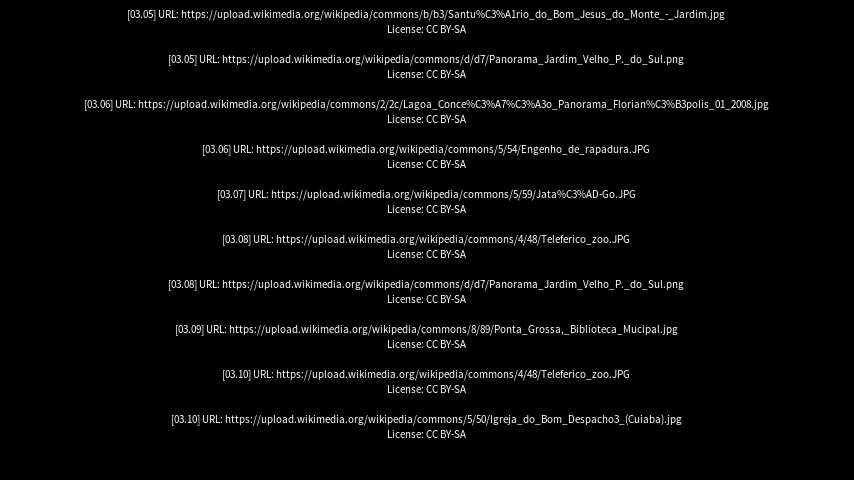 [03.05] URL: https://upload.wikimedia.org/wikipedia/commons/b/b3/Santu%C3%A1rio_do_Bom_Jesus_do_Monte_-_Jardim.jpg
License: CC BY-SA
[03.05] URL: https://upload.wikimedia.org/wikipedia/commons/d/d7/Panorama_Jardim_Velho_P._do_Sul.png
License: CC BY-SA
[03.06] URL: https://upload.wikimedia.org/wikipedia/commons/2/2c/Lagoa_Conce%C3%A7%C3%A3o_Panorama_Florian%C3%B3polis_01_2008.jpg
License: CC BY-SA
[03.06] URL: https://upload.wikimedia.org/wikipedia/commons/5/54/Engenho_de_rapadura.JPG
License: CC BY-SA
[03.07] URL: https://upload.wikimedia.org/wikipedia/commons/5/59/Jata%C3%AD-Go.JPG
License: CC BY-SA
[03.08] URL: https://upload.wikimedia.org/wikipedia/commons/4/48/Teleferico_zoo.JPG
License: CC BY-SA
[03.08] URL: https://upload.wikimedia.org/wikipedia/commons/d/d7/Panorama_Jardim_Velho_P._do_Sul.png
License: CC BY-SA
[03.09] URL: https://upload.wikimedia.org/wikipedia/commons/8/89/Ponta_Grossa,_Biblioteca_Mucipal.jpg
License: CC BY-SA
[03.10] URL: https://upload.wikimedia.org/wikipedia/commons/4/48/Teleferico_zoo.JPG
License: CC BY-SA
[03.10] URL: https://upload.wikimedia.org/wikipedia/commons/5/50/Igreja_do_Bom_Despacho3_(Cuiaba).jpg
License: CC BY-SA